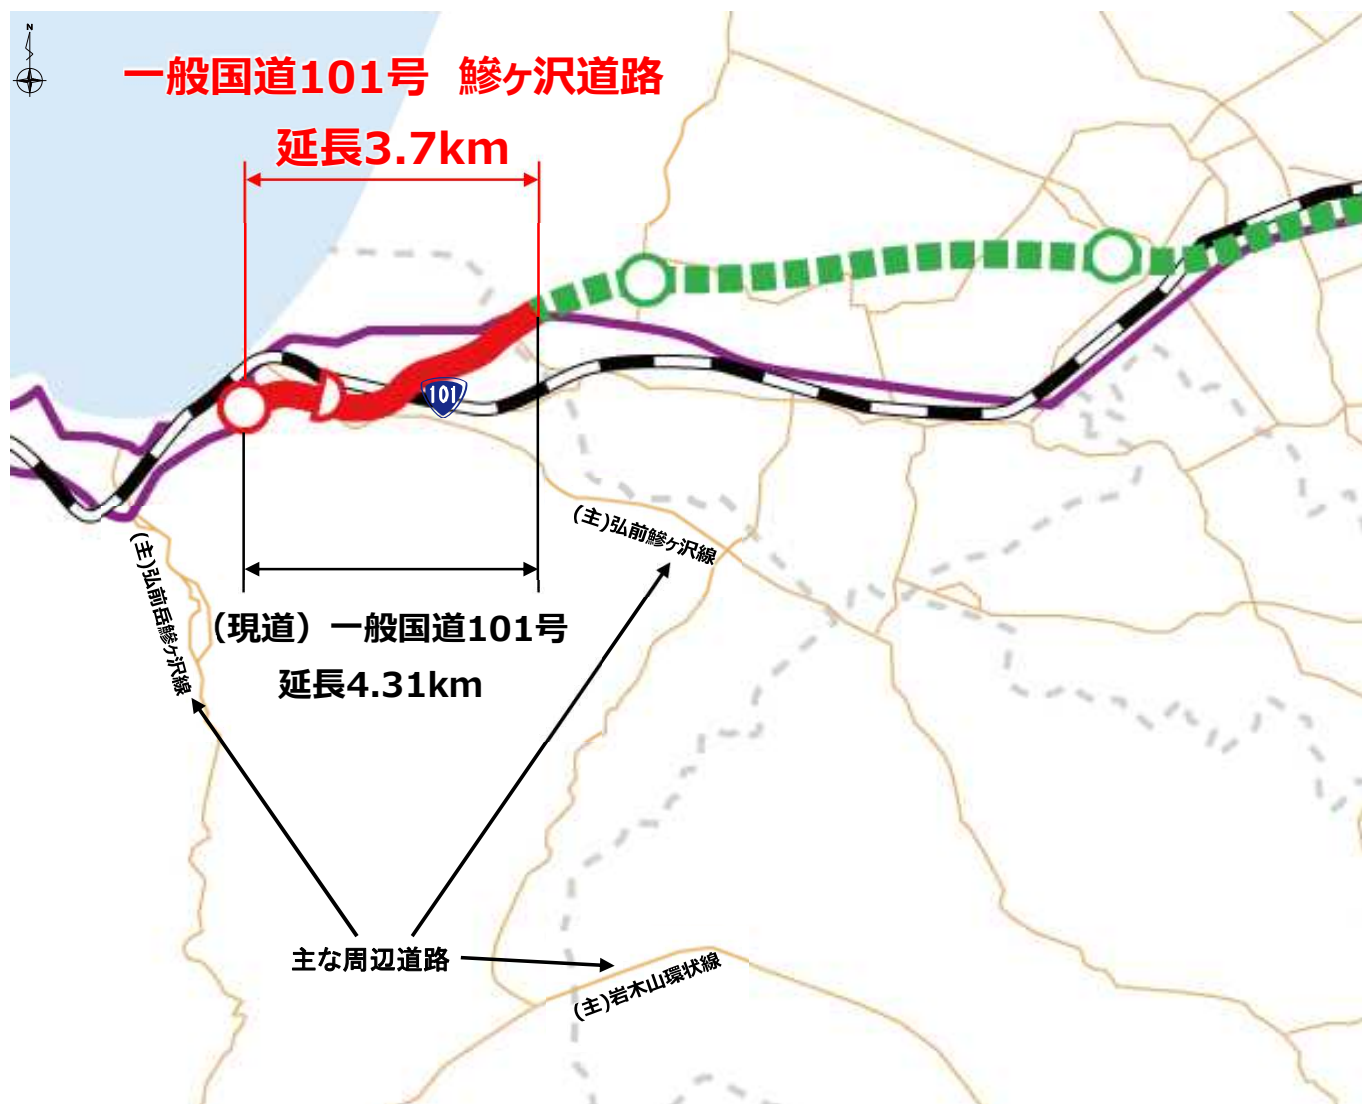 N
一般国道101号 鰺ヶ沢道路
延長3.7km
101
(主)弘前鰺ヶ沢線
(主)弘前岳鰺ヶ沢線
（現道）一般国道101号
延長4.31km
主な周辺道路
(主)岩木山環状線